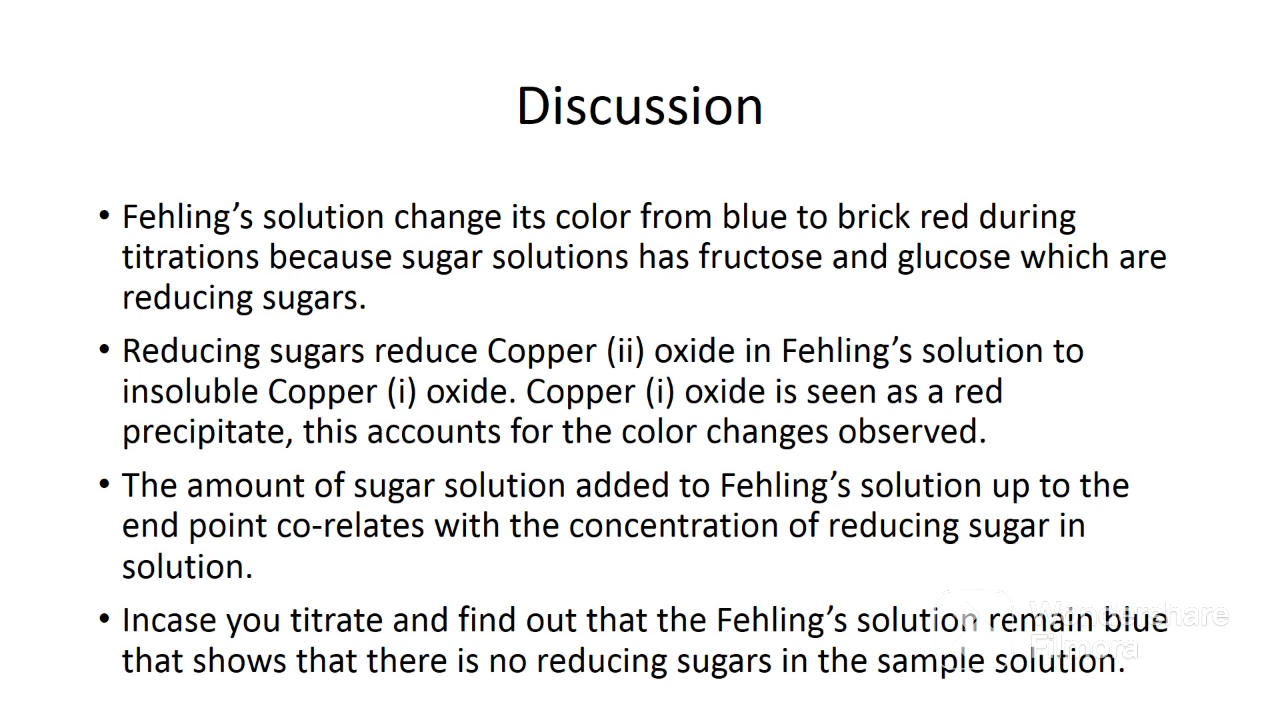 Discussion
• Fehling’s solution change its color from blue to brick red during
titrations because sugar solutions has fructose and glucose which are
reducing sugars.
• Reducing sugars reduce Copper (ii) oxide in Fehling’s solution to
insoluble Copper (i) oxide. Copper (i) oxide is seen as a red
precipitate, this accounts for the color changes observed.
• The amount of sugar solution added to Fehling’s solution up to the
end point co-relates with the concentration of reducing sugar in
solution.
• Incase you titrate and find out that the Fehling’s solution remain blue
that shows that there is no reducing sugars in the sample solution.
Wondershare
Filmora